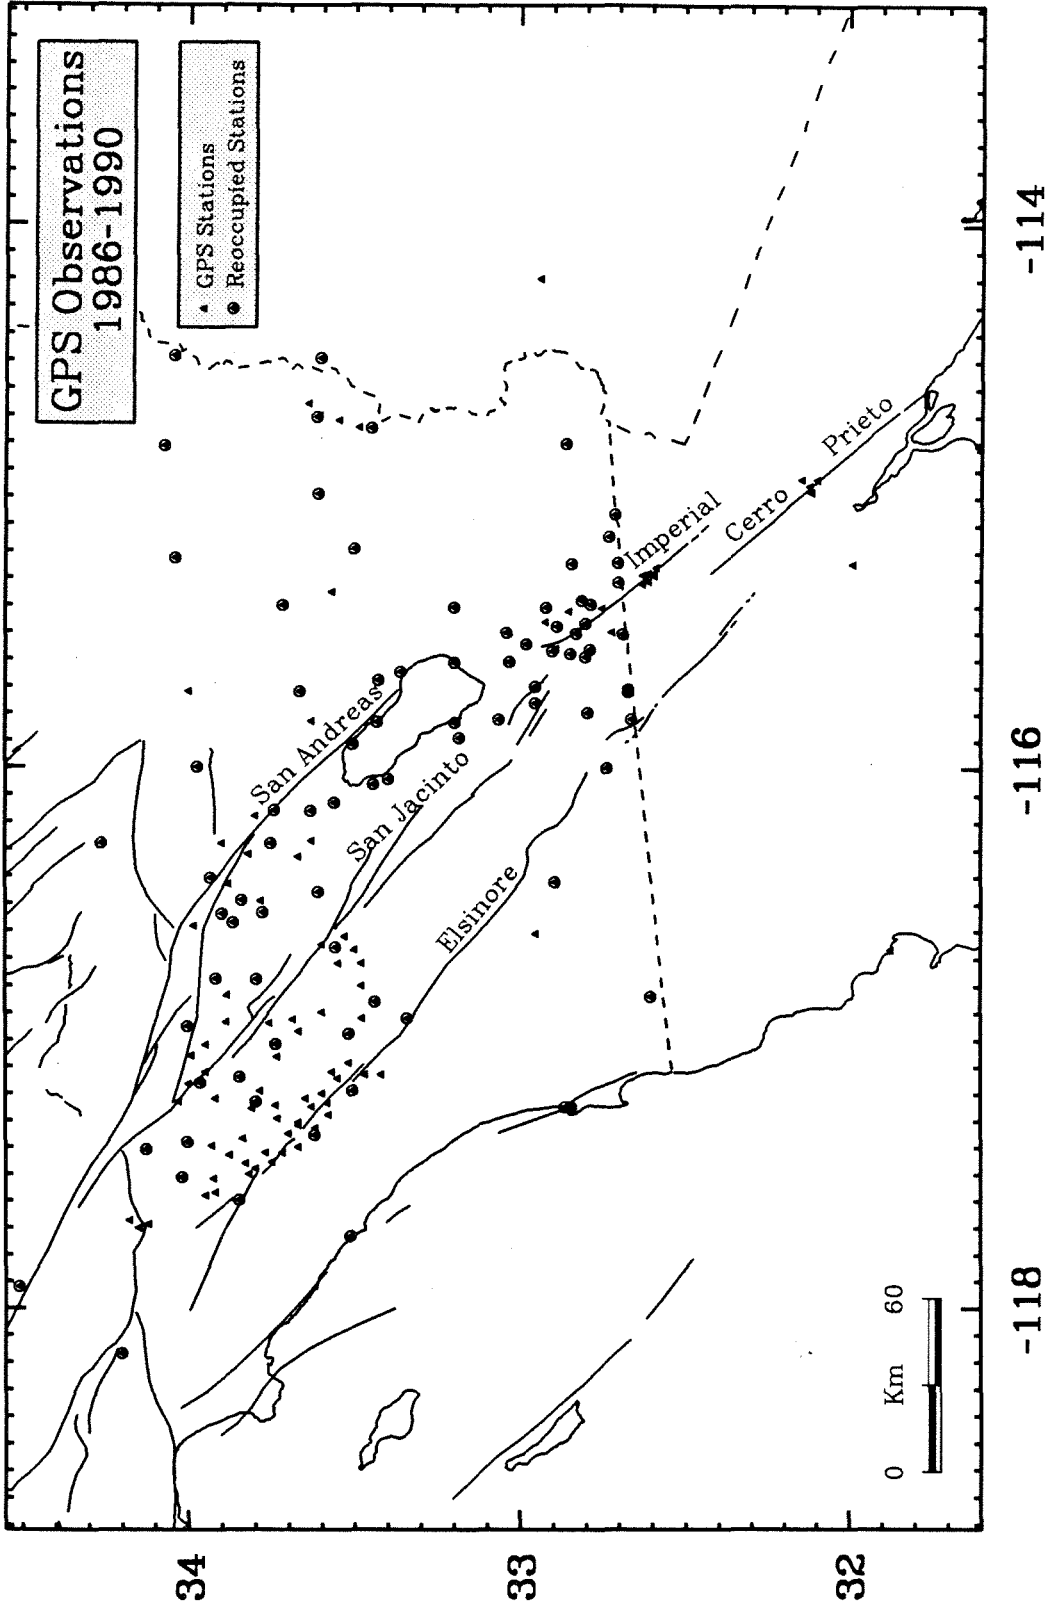 GPS Observations
1986-1990
GPS Stations
Reoccupied Stations
San Andreas
San Jacinto
Elsinore
Imperial
Cerro Prieto
0 Km 60
34
33
32
-118
-116
-114